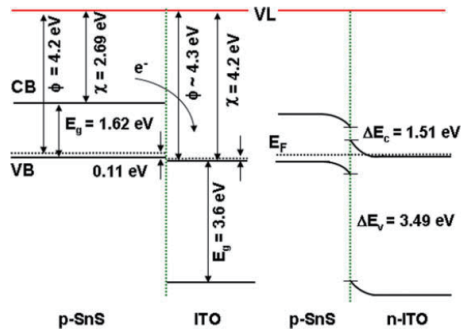 VL
ϕ = 4.2 eV
χ = 2.69 eV
e-
ϕ ~ 4.3 eV
χ = 4.2 eV
CB
Eg = 1.62 eV
VB
0.11 eV
Eg = 3.6 eV
EF
ΔEc = 1.51 eV
ΔEv = 3.49 eV
p-SnS
ITO
p-SnS
n-ITO